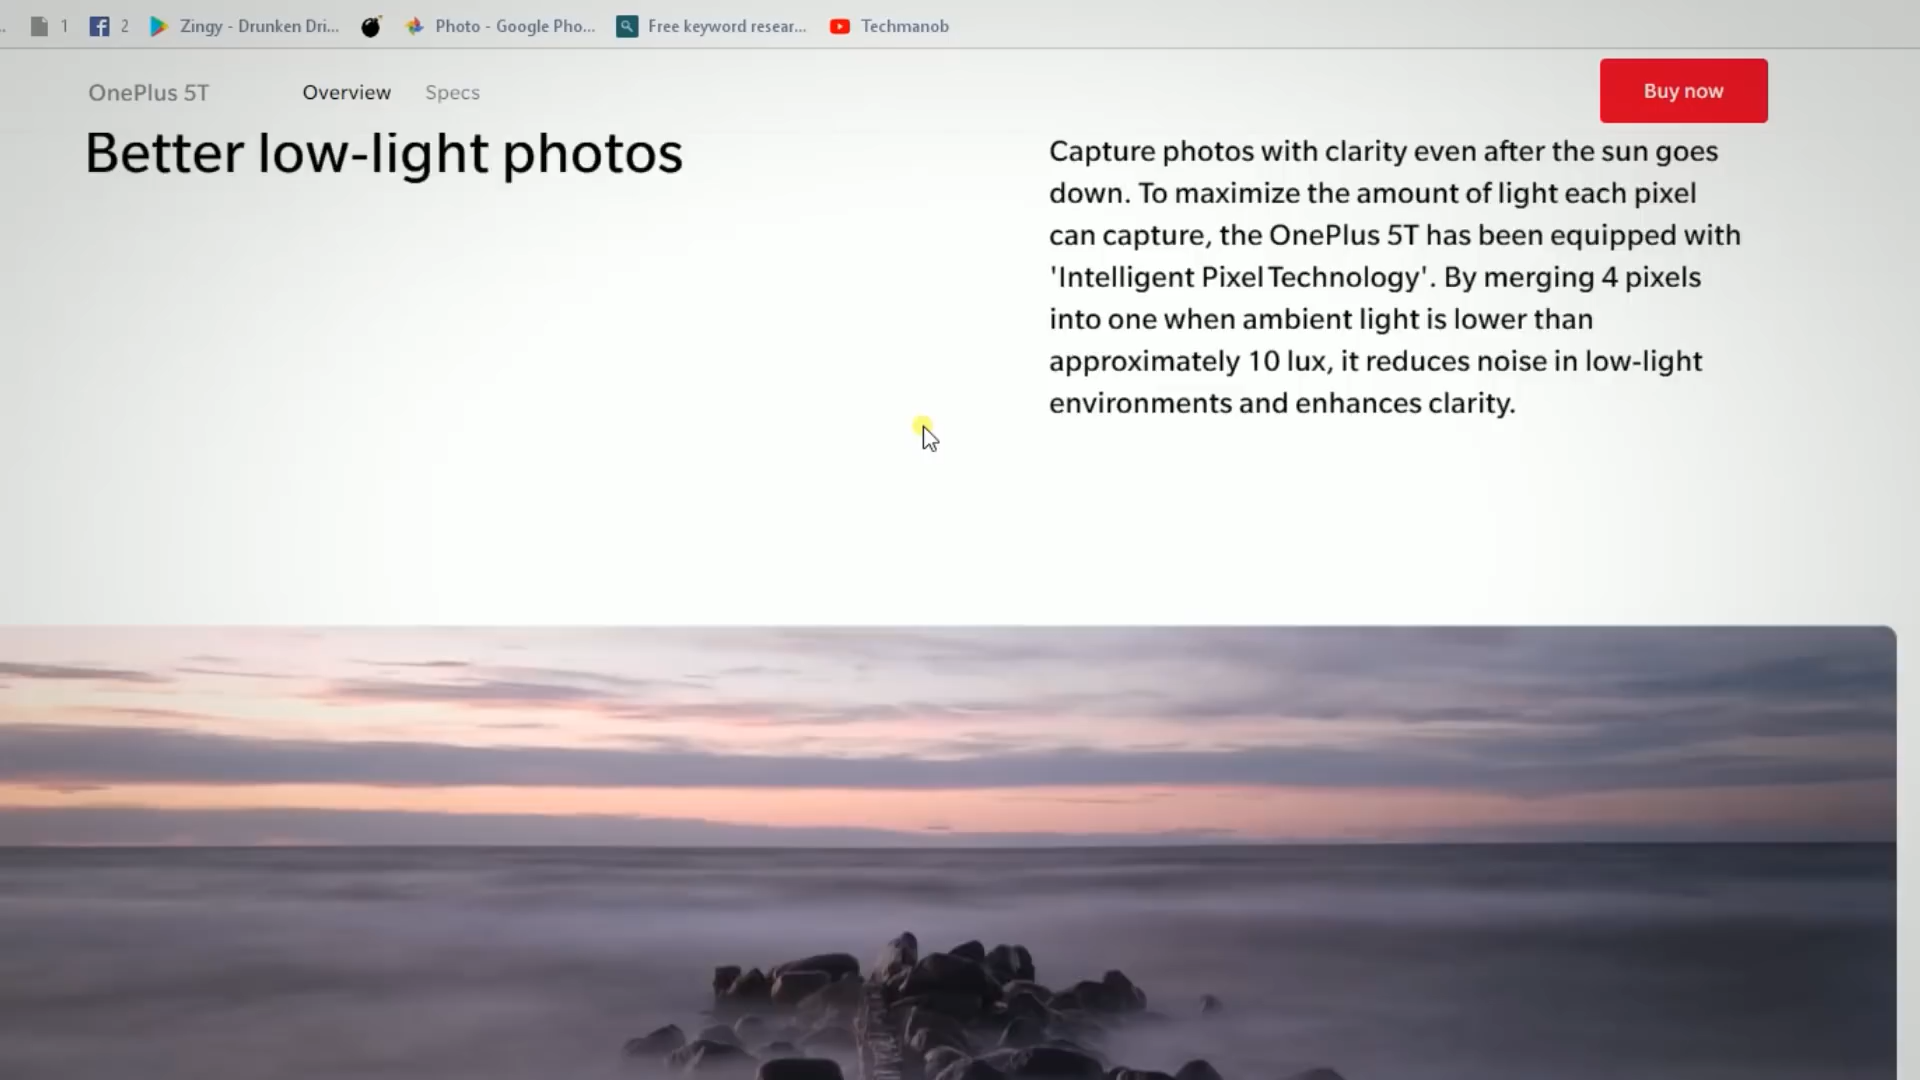 1 2 Zingy - Drunken Dri... Photo - Google Pho... Free keyword resear... Techmanob
OnePlus 5T Overview Specs Buy now
Better low-light photos
Capture photos with clarity even after the sun goes
down. To maximize the amount of light each pixel
can capture, the OnePlus 5T has been equipped with
'Intelligent Pixel Technology'. By merging 4 pixels
into one when ambient light is lower than
approximately 10 lux, it reduces noise in low-light
environments and enhances clarity.